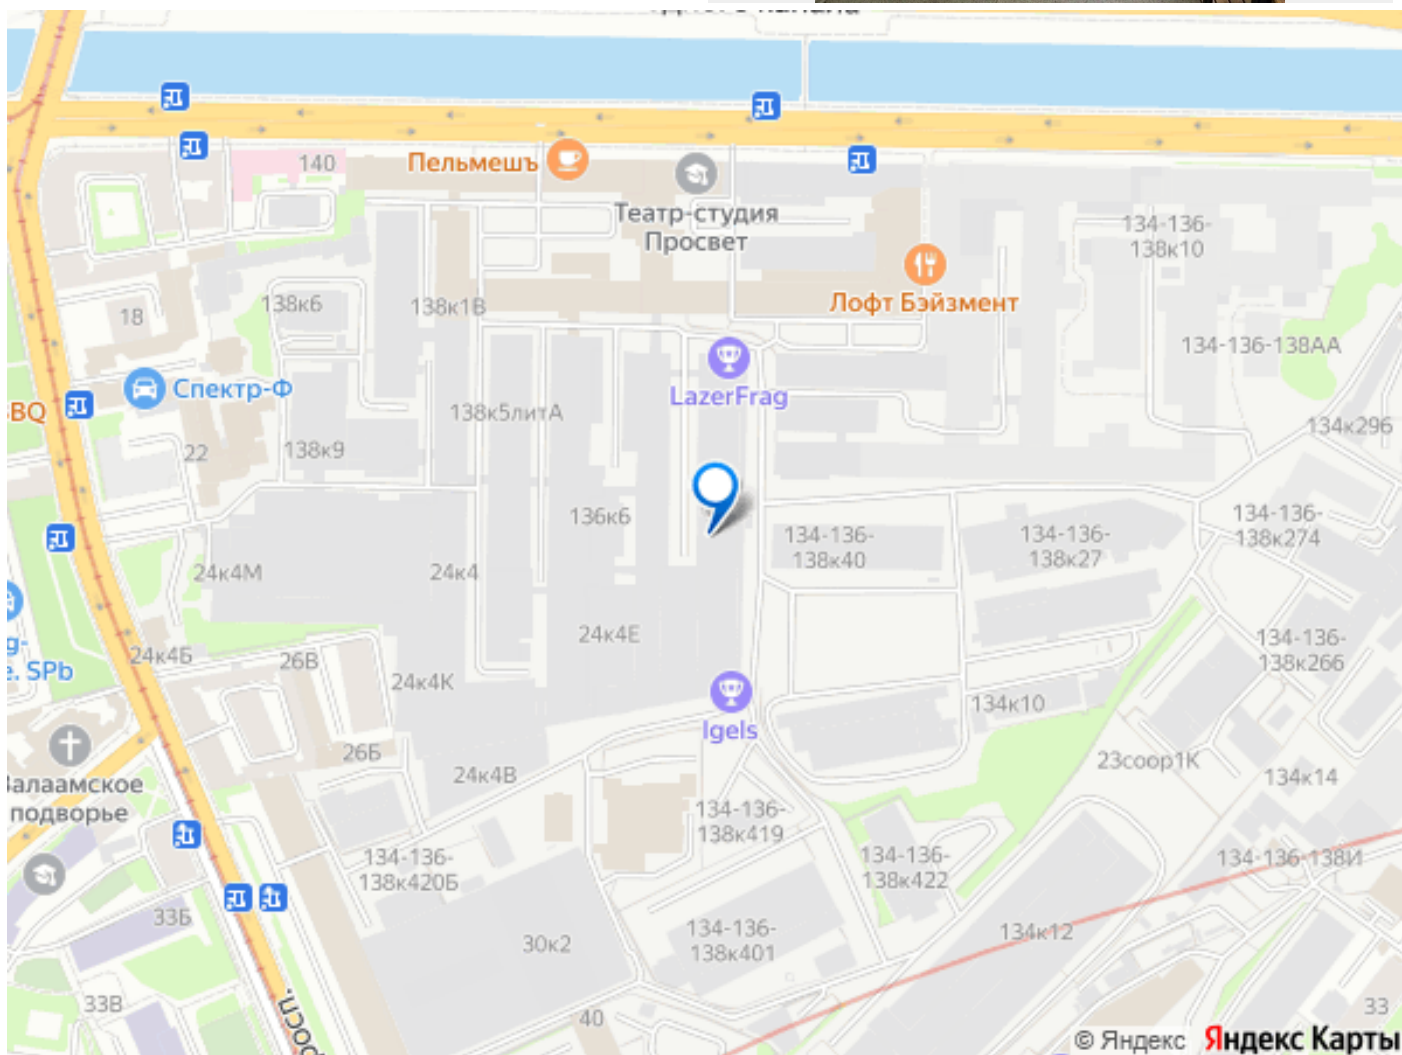 140
Пельмешъ
Театр-студия
Просвет
134-136-
138к10
Лофт Бэйзмент
138к6
138к1В
18
134-136-138АА
LazerFrag
Спектр-Ф
BBQ
138к5литА
134к296
22
138к9
136к6
134-136-
138к40
134-136-
138к27
134-136-
138к274
24к4М
24к4
24к4Е
134-136-
138к266
24к4Б
26В
24к4К
g-
e. SPb
Igels
134к10
26Б
24к4В
23соор1К
134к14
Валаамское
подворье
134-136-
138к419
134-136-
138к420Б
134-136-
138к422
134-136-138И
33Б
30к2
134-136-
138к401
134к12
33В
росп.
40
33
© Яндекс Яндекс Карты